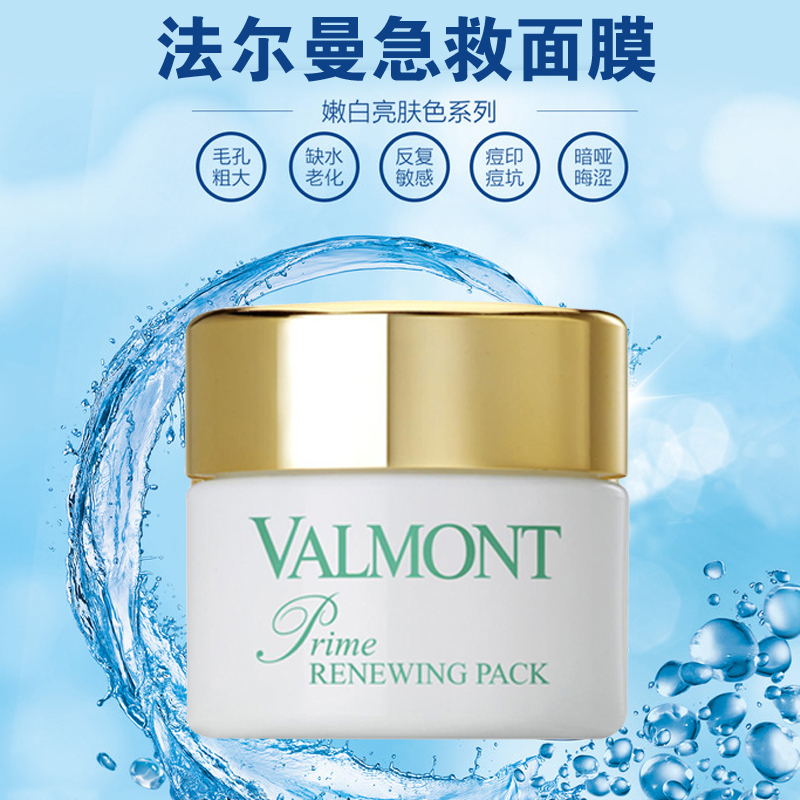 法尔曼急救面膜
嫩白亮肤色系列
毛孔
粗大
缺水
老化
反复
敏感
痘印
痘坑
暗哑
晦涩
VALMONT
Prime
RENEWING PACK